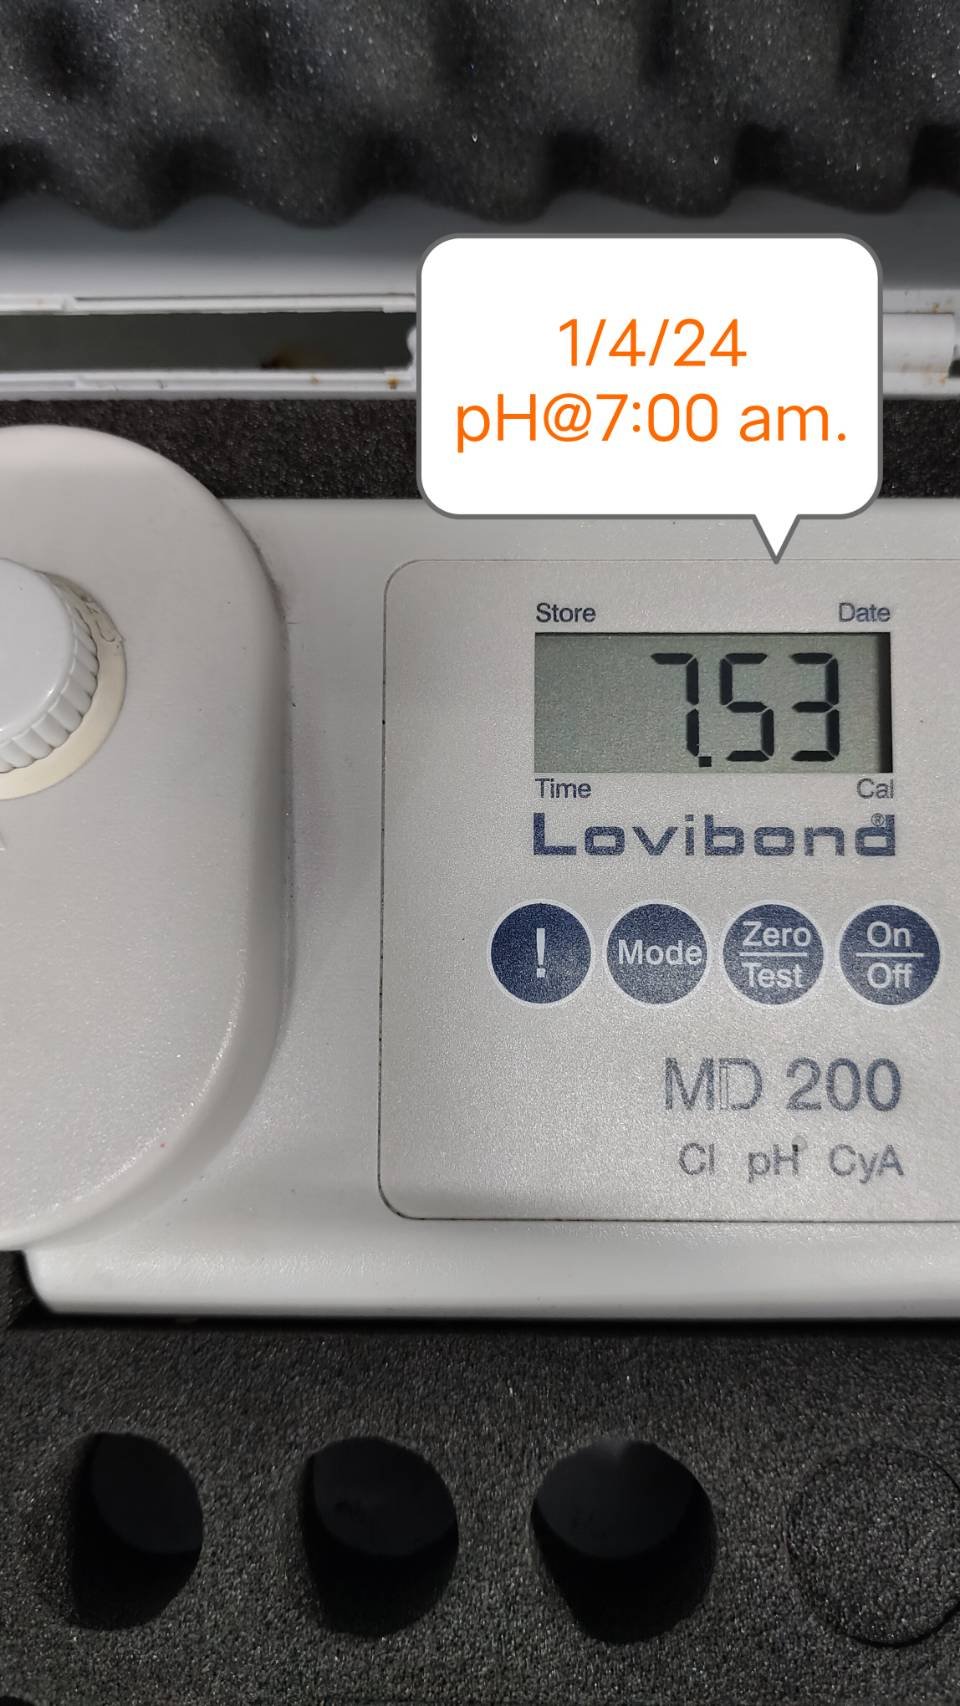 1/4/24
pH@7:00 am.
Store Date
7.53
Time Cal
Lovibond®
! Mode Zero Test On Off
MD 200
Cl pH CyA